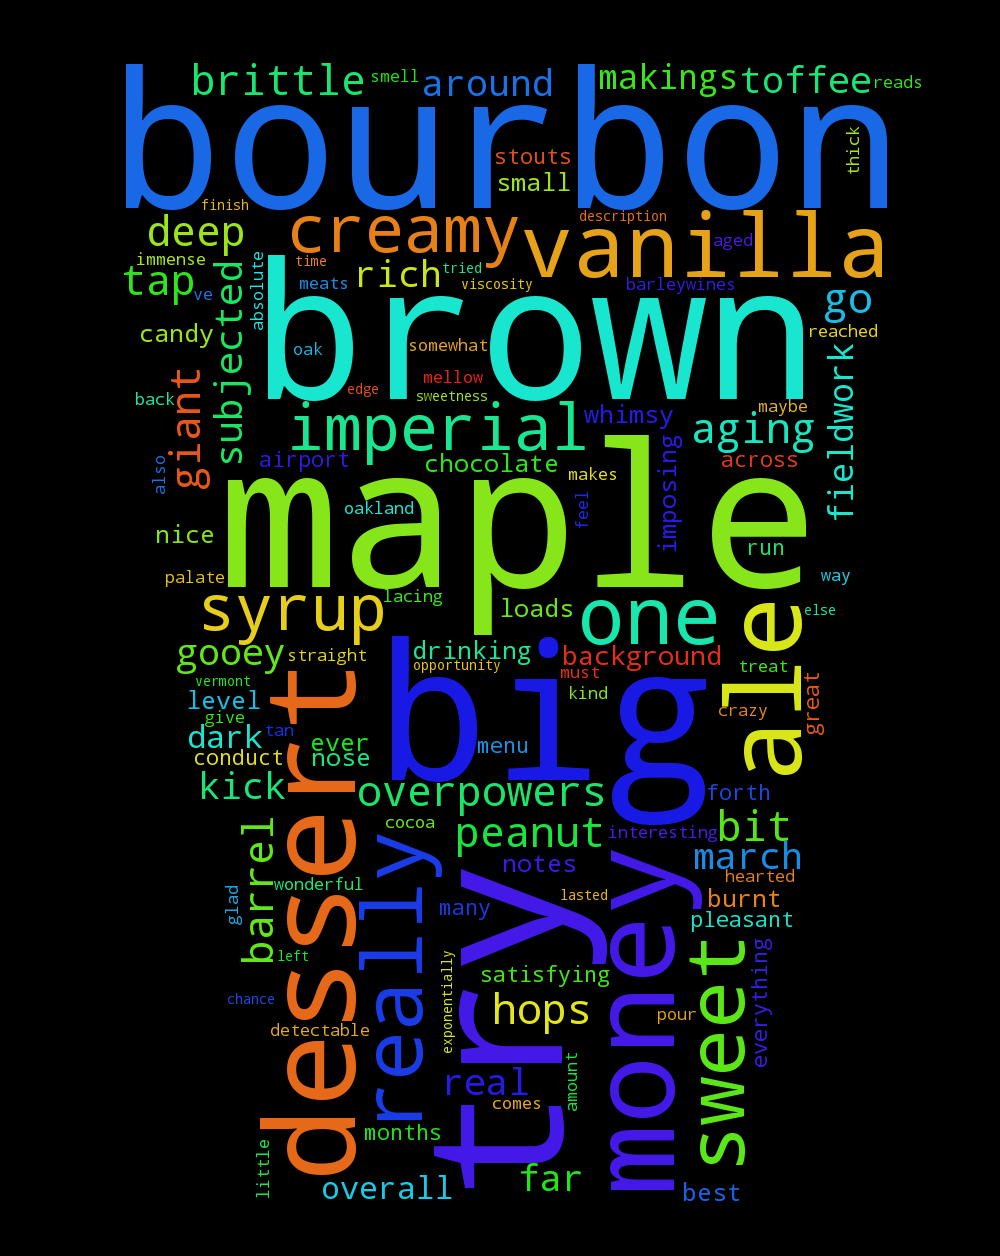 bourbon
brittle
smell
around
makings
toffee
reads
stouts
small
thick
finish
deep
creamy
description
vanilla
aged
immense
tap
ve
subjected
absolute
time
meats
rich
tried
viscosity
barleywines
go
candy
brown
oak
somewhat
reached
edge
mellow
sweetness
back
giant
imperial
whimsy
maybe
aging
fieldwork
also
airport
chocolate
makes
imposing
across
maple
oakland
feel
nice
run
palate
way
lacing
syrup
loads
one
ale
else
gooey
straight
drinking
opportunity
background
must
treat
vermont
level
kind
crazy
great
give
dark
tan
ever
big
menu
conduct
nose
kick
overpowers
forth
dessert
cocoa
peanut
interesting
bit
barrel
really
notes
march
wonderful
hearted
glad
many
lasted
burnt
pleasant
try
money
left
sweet
everything
chance
exponentially
satisfying
detectable
hops
pour
real
amount
comes
months
little
far
overall
best